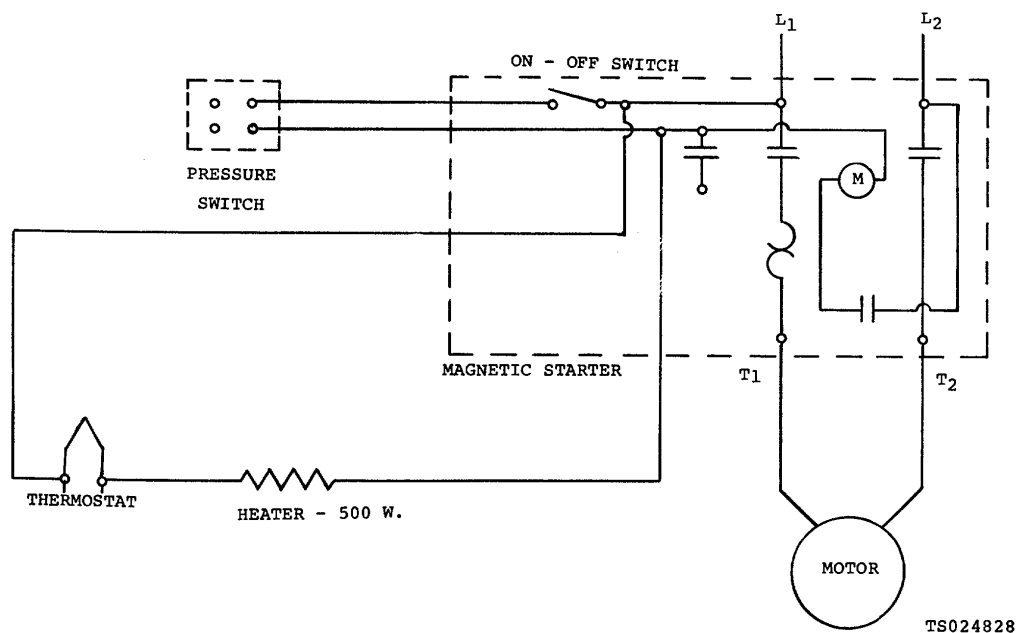 L1
L2
ON - OFF SWITCH
PRESSURE
SWITCH
M
MAGNETIC STARTER
T1
T2
THERMOSTAT
HEATER - 500 W.
MOTOR
TS024828